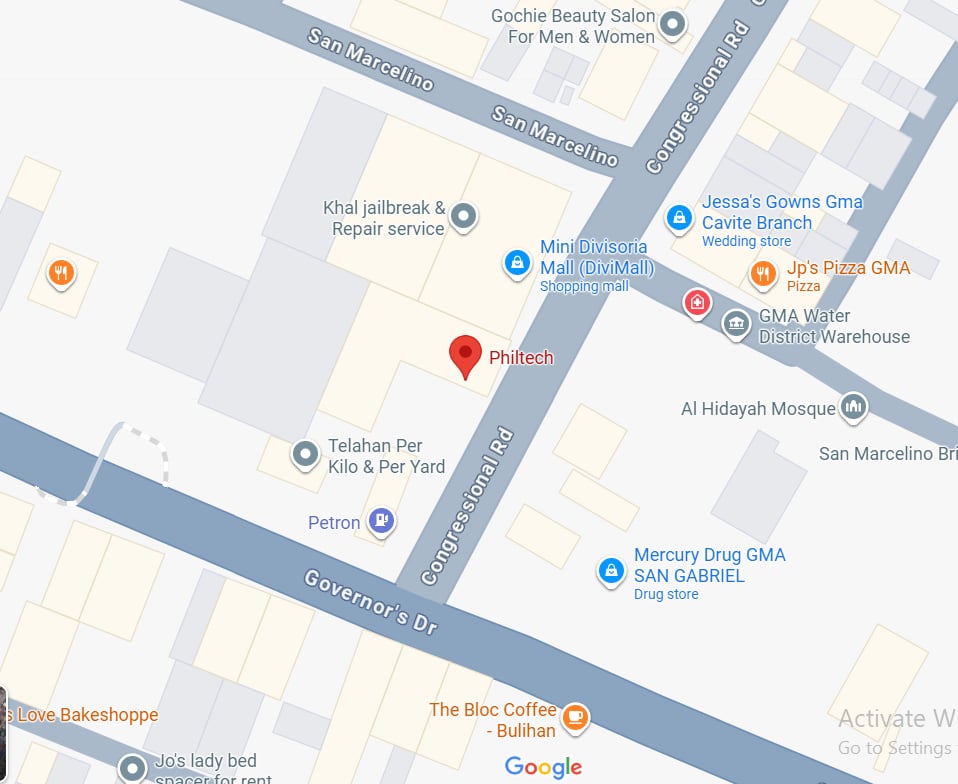 Gochie Beauty Salon
For Men & Women
San Marcelino
San Marcelino
Congressional Rd
Khal jailbreak &
Repair service
Mini Divisoria
Mall (DiviMall)
Shopping mall
Jessa's Gowns Gma
Cavite Branch
Wedding store
Jp's Pizza GMA
Pizza
GMA Water
District Warehouse
Philtech
Al Hidayah Mosque
San Marcelino Bri
Telahan Per
Kilo & Per Yard
Congressional Rd
Petron
Mercury Drug GMA
SAN GABRIEL
Drug store
Governor's Dr
s Love Bakeshoppe
The Bloc Coffee
- Bulihan
Activate W
Go to Settings
Jo's lady bed
spacer for rent
Google